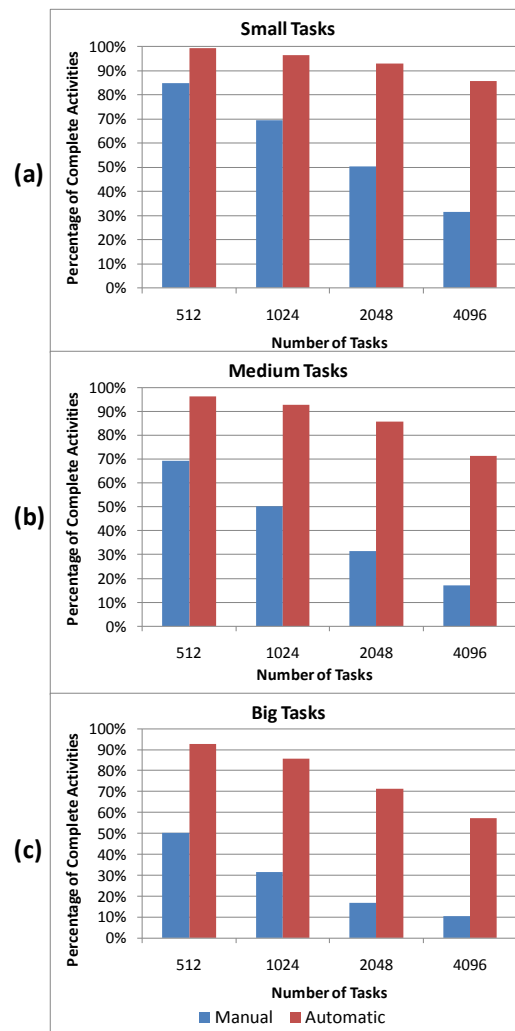 Small Tasks
(a)
Percentage of Complete Activities
100%
90%
80%
70%
60%
50%
40%
30%
20%
10%
0%
512 1024 2048 4096
Number of Tasks
Medium Tasks
(b)
Percentage of Complete Activities
100%
90%
80%
70%
60%
50%
40%
30%
20%
10%
0%
512 1024 2048 4096
Number of Tasks
Big Tasks
(c)
Percentage of Complete Activities
100%
90%
80%
70%
60%
50%
40%
30%
20%
10%
0%
512 1024 2048 4096
Number of Tasks
Manual Automatic